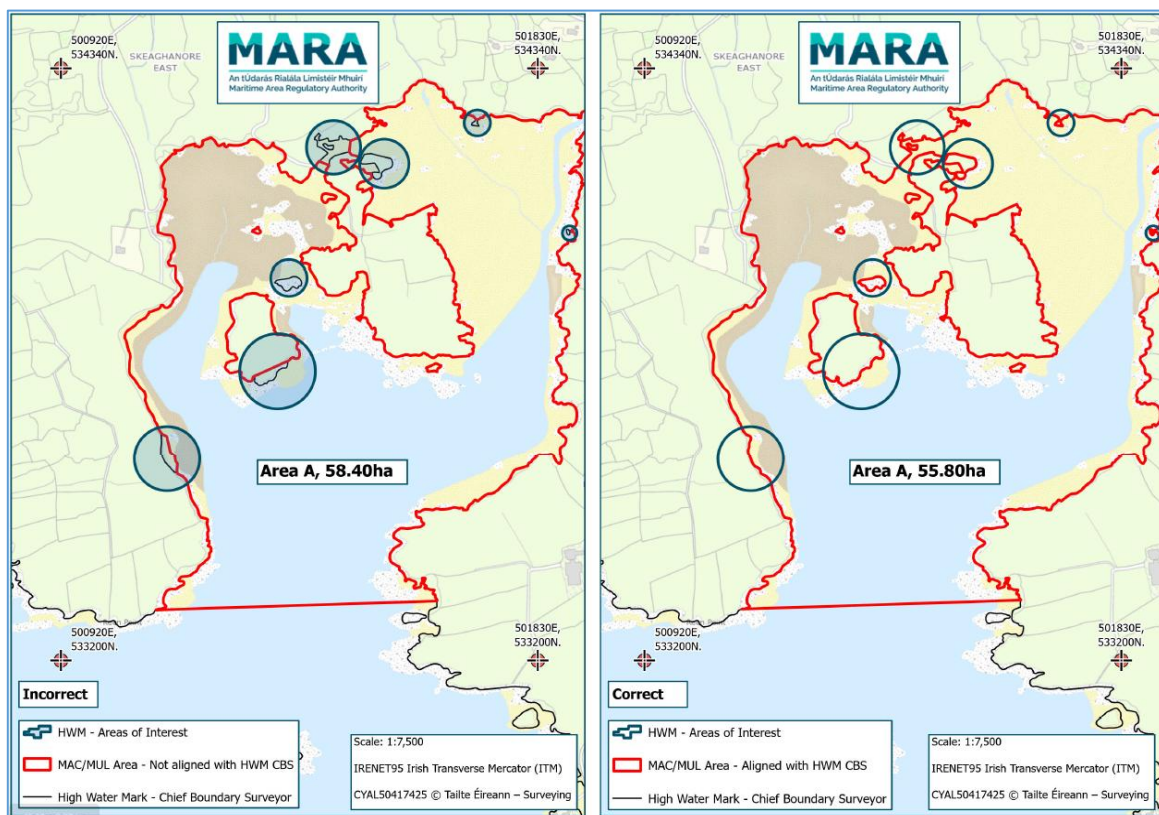 500920E,
534340N.
SKEAGHANORE
EAST
MARA
An tÚdarás Rialála Limistéir Mhuirí
Maritime Area Regulatory Authority
501830E,
534340N.
Area A, 58.40ha
500920E,
533200N.
501830E,
533200N.
Incorrect
HWM - Areas of Interest
MAC/MUL Area - Not aligned with HWM CBS
High Water Mark - Chief Boundary Surveyor
Scale: 1:7,500
IRENET95 Irish Transverse Mercator (ITM)
CYAL50417425 © Tailte Éireann – Surveying
500920E,
534340N.
SKEAGHANORE
EAST
MARA
An tÚdarás Rialála Limistéir Mhuirí
Maritime Area Regulatory Authority
501830E,
534340N.
Area A, 55.80ha
500920E,
533200N.
501830E,
533200N.
Correct
HWM - Areas of Interest
MAC/MUL Area - Aligned with HWM CBS
High Water Mark - Chief Boundary Surveyor
Scale: 1:7,500
IRENET95 Irish Transverse Mercator (ITM)
CYAL50417425 © Tailte Éireann – Surveying